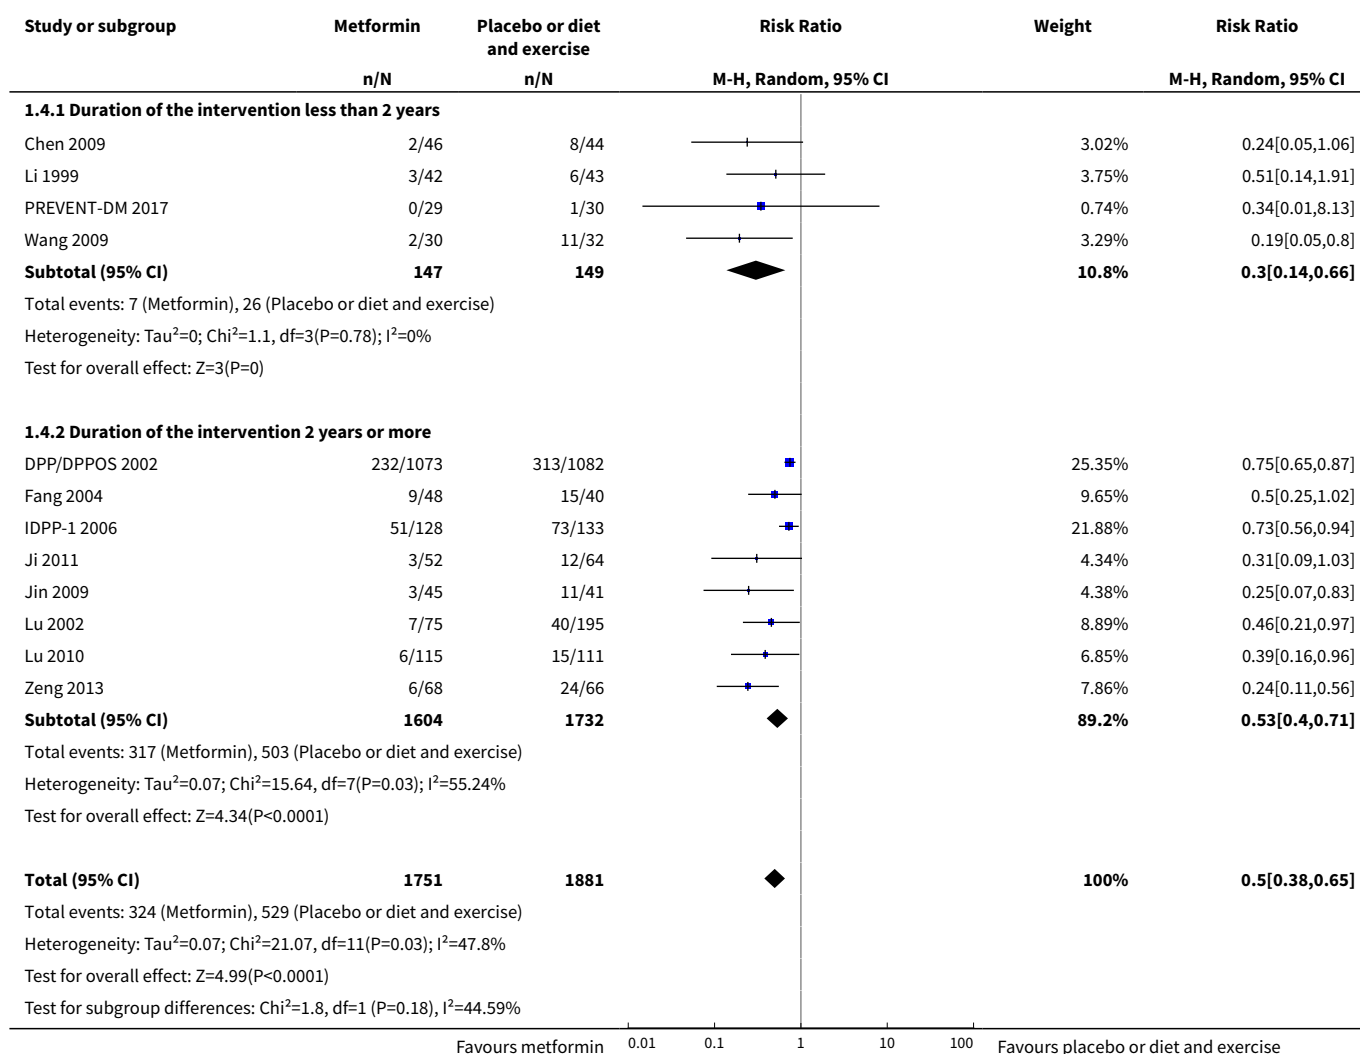 Study or subgroup Metformin Placebo or diet and exercise Risk Ratio Weight Risk Ratio
n/N n/N M-H, Random, 95% CI M-H, Random, 95% CI
1.4.1 Duration of the intervention less than 2 years
Chen 2009 2/46 8/44 3.02% 0.24[0.05,1.06]
Li 1999 3/42 6/43 3.75% 0.51[0.14,1.91]
PREVENT-DM 2017 0/29 1/30 0.74% 0.34[0.01,8.13]
Wang 2009 2/30 11/32 3.29% 0.19[0.05,0.8]
Subtotal (95% CI) 147 149 10.8% 0.3[0.14,0.66]
Total events: 7 (Metformin), 26 (Placebo or diet and exercise)
Heterogeneity: Tau²=0; Chi²=1.1, df=3(P=0.78); I²=0%
Test for overall effect: Z=3(P=0)
1.4.2 Duration of the intervention 2 years or more
DPP/DPPOS 2002 232/1073 313/1082 25.35% 0.75[0.65,0.87]
Fang 2004 9/48 15/40 9.65% 0.5[0.25,1.02]
IDPP-1 2006 51/128 73/133 21.88% 0.73[0.56,0.94]
Ji 2011 3/52 12/64 4.34% 0.31[0.09,1.03]
Jin 2009 3/45 11/41 4.38% 0.25[0.07,0.83]
Lu 2002 7/75 40/195 8.89% 0.46[0.21,0.97]
Lu 2010 6/115 15/111 6.85% 0.39[0.16,0.96]
Zeng 2013 6/68 24/66 7.86% 0.24[0.11,0.56]
Subtotal (95% CI) 1604 1732 89.2% 0.53[0.4,0.71]
Total events: 317 (Metformin), 503 (Placebo or diet and exercise)
Heterogeneity: Tau²=0.07; Chi²=15.64, df=7(P=0.03); I²=55.24%
Test for overall effect: Z=4.34(P<0.0001)
Total (95% CI) 1751 1881 100% 0.5[0.38,0.65]
Total events: 324 (Metformin), 529 (Placebo or diet and exercise)
Heterogeneity: Tau²=0.07; Chi²=21.07, df=11(P=0.03); I²=47.8%
Test for overall effect: Z=4.99(P<0.0001)
Test for subgroup differences: Chi²=1.8, df=1 (P=0.18), I²=44.59%
Favours metformin 0.01 0.1 1 10 100 Favours placebo or diet and exercise